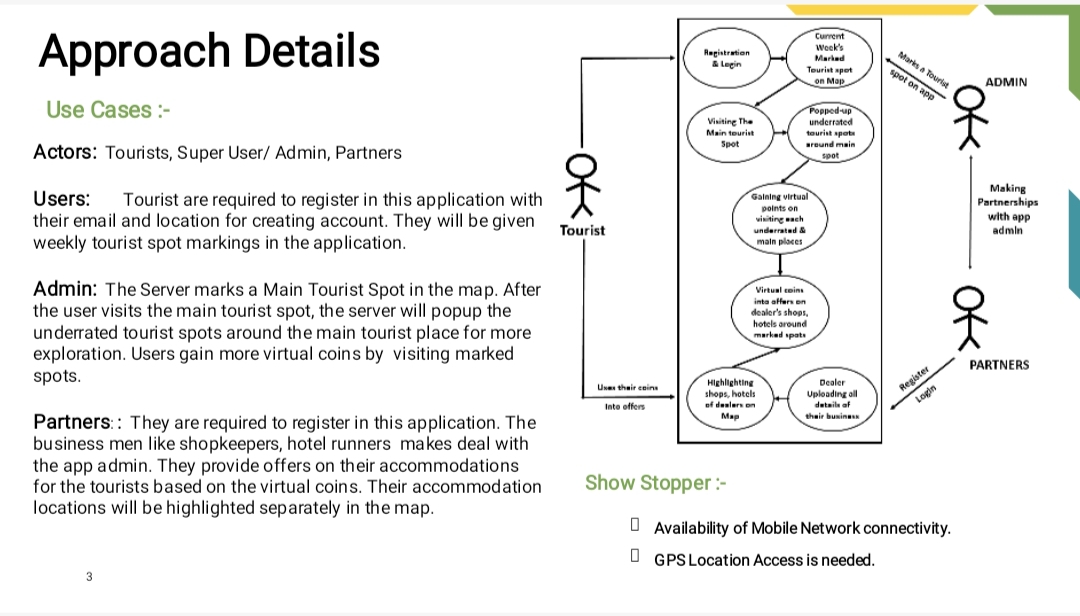 Approach Details
Use Cases :-
Actors: Tourists, Super User/ Admin, Partners
Users: Tourist are required to register in this application with
their email and location for creating account. They will be given
weekly tourist spot markings in the application.
Admin: The Server marks a Main Tourist Spot in the map. After
the user visits the main tourist spot, the server will popup the
underrated tourist spots around the main tourist place for more
exploration. Users gain more virtual coins by visiting marked
spots.
Partners: : They are required to register in this application. The
business men like shopkeepers, hotel runners makes deal with
the app admin. They provide offers on their accommodations
for the tourists based on the virtual coins. Their accommodation
locations will be highlighted separately in the map.
3
Tourist
Uses their coins
Into offers
Registration
& Login
Current
Week's
Marked
Tourist spot
on Map
Visiting The
Main tourist
Spot
Popped-up
underrated
tourist spots
around main
spot
Gaining virtual
points on
visiting each
underrated &
main places
Virtual coins
into offers on
dealer's shops,
hotels around
marked spots
Highlighting
shops, hotels
of dealers on
Map
Dealer
Uploading all
details of
their business
Marks a Tourist
spot on app
ADMIN
Making
Partnerships
with app
admin
PARTNERS
Register
Login
Show Stopper :-
Availability of Mobile Network connectivity.
GPS Location Access is needed.